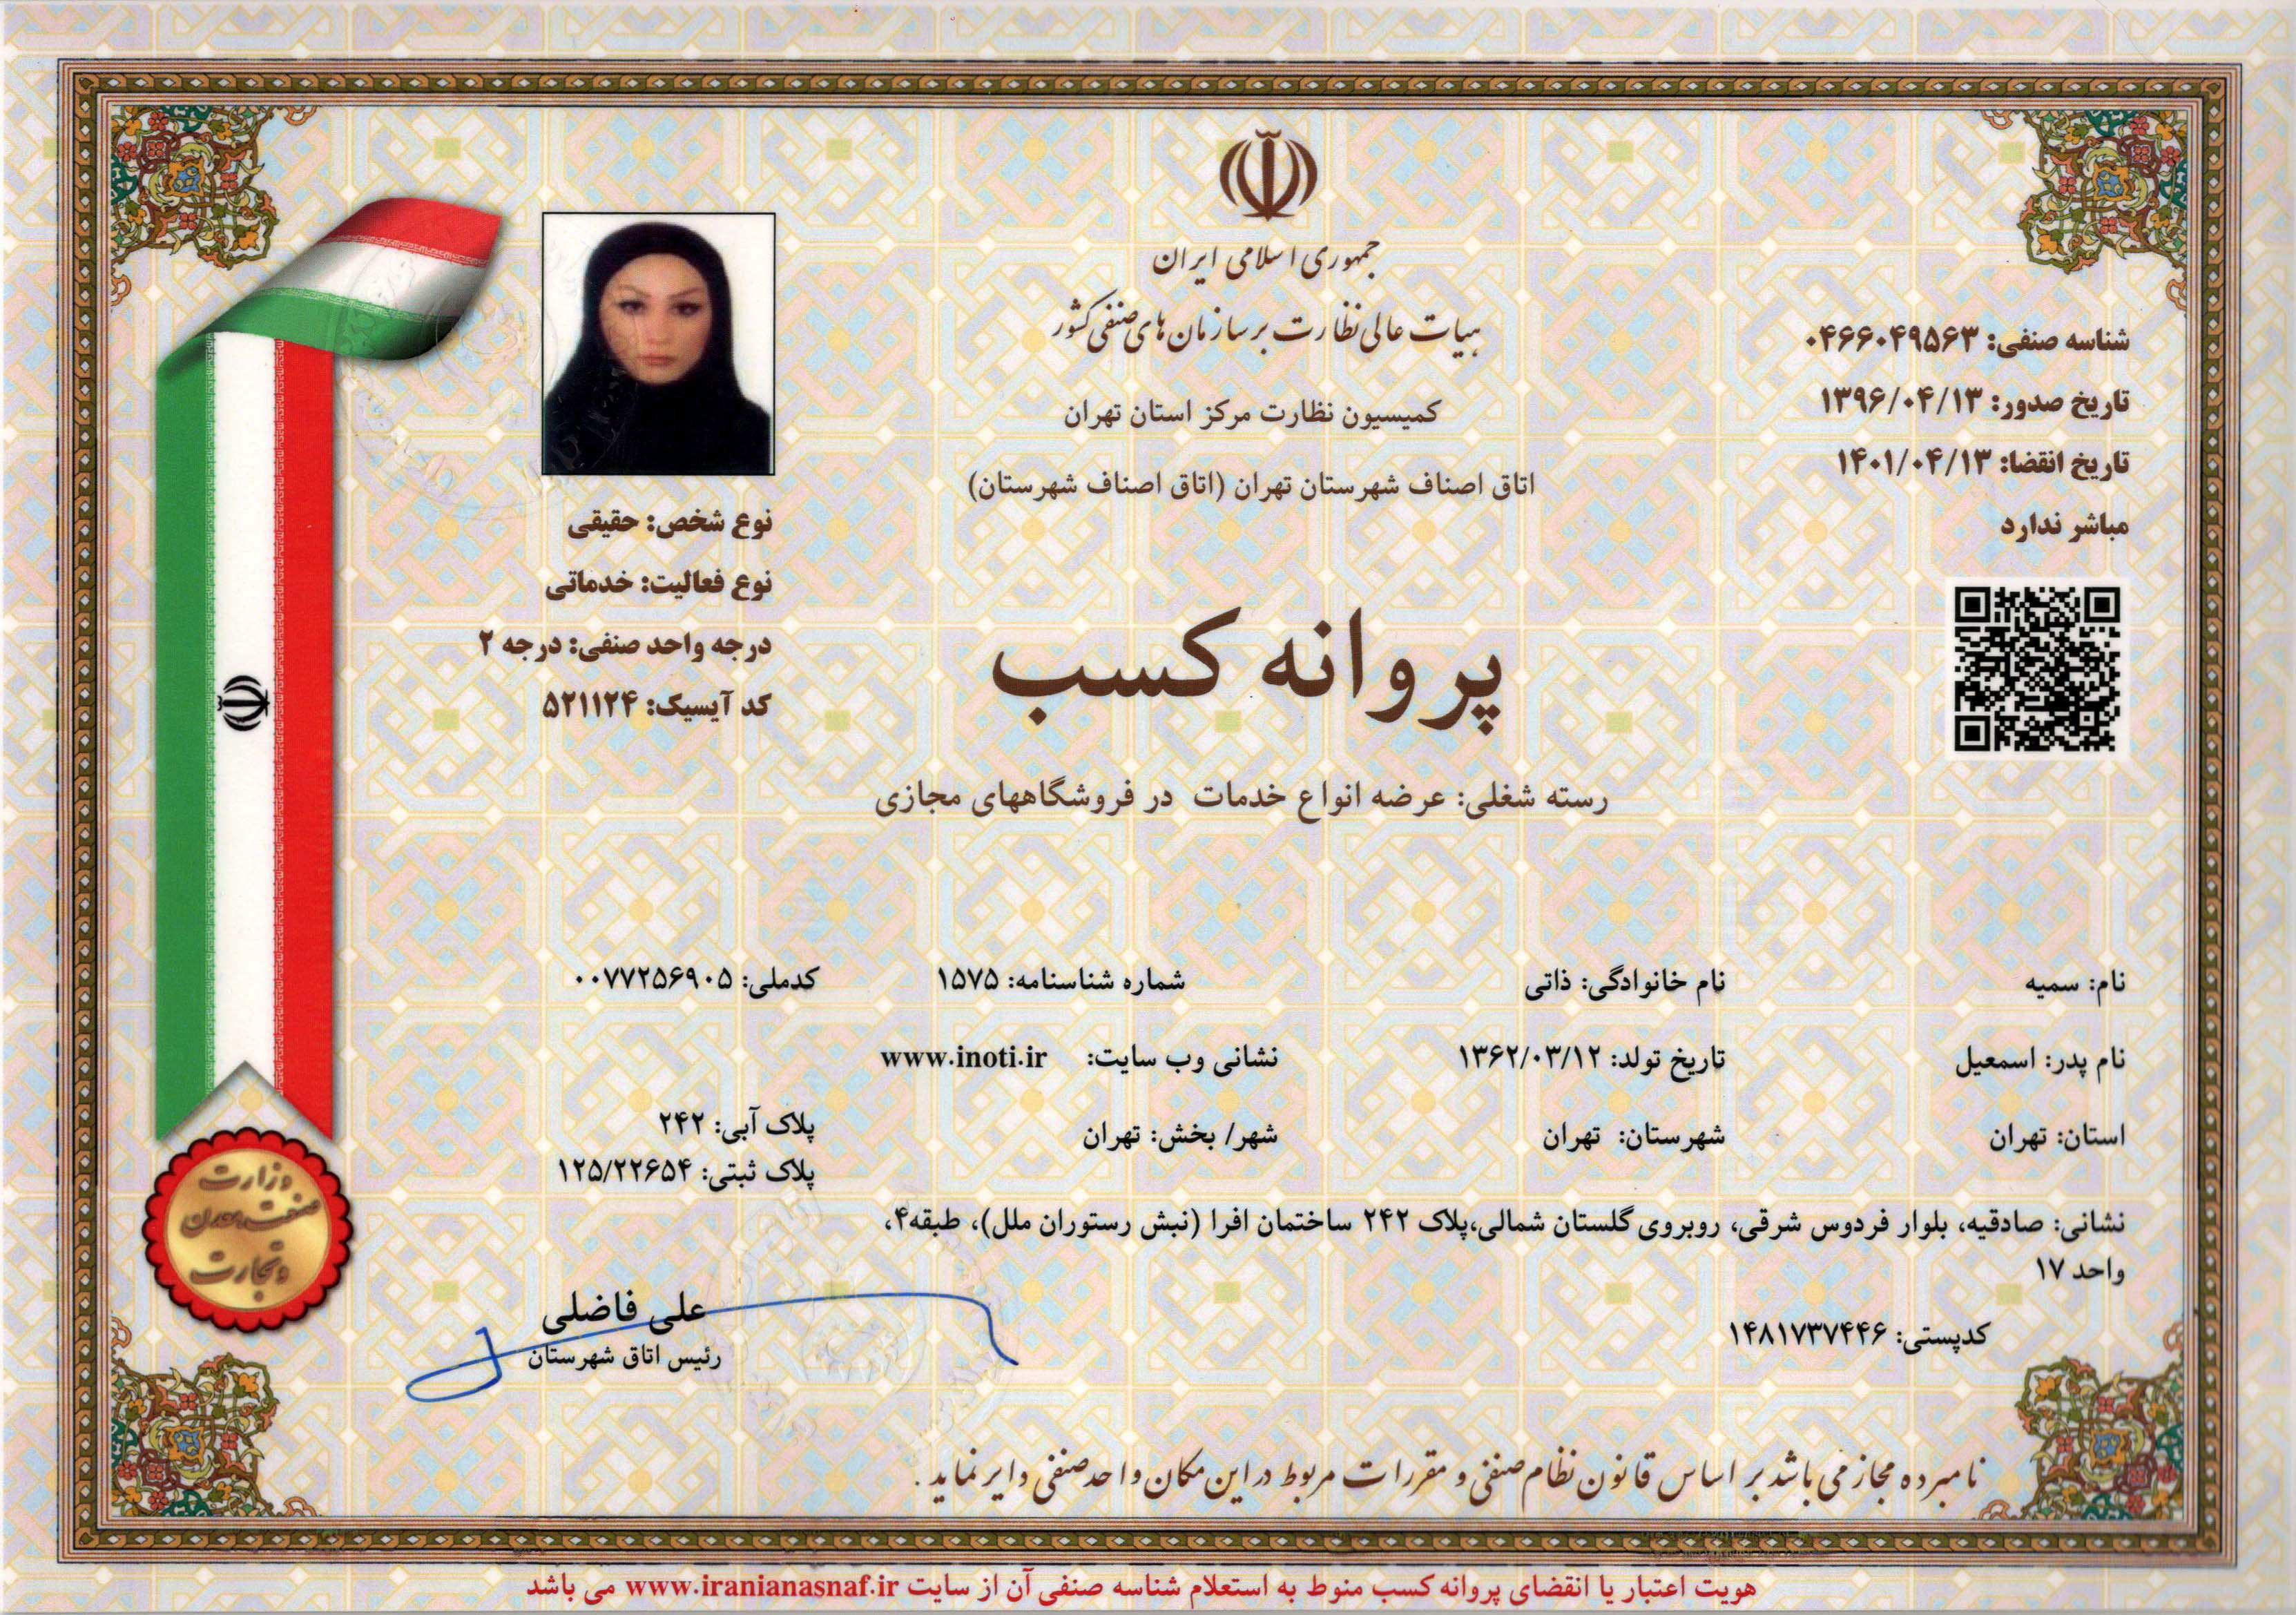 جمهوری اسلامی ایران
هیات عالی نظارت بر سازمان های صنفی کشور
کمیسیون نظارت مرکز استان تهران
اتاق اصناف شهرستان تهران (اتاق اصناف شهرستان)
شناسه صنفی: ۰۴۶۶۰۴۹۵۶۳
تاریخ صدور: ۱۳۹۶/۰۴/۱۳
تاریخ انقضا: ۱۴۰۱/۰۴/۱۳
مباشر ندارد
نوع شخص: حقیقی
نوع فعالیت: خدماتی
درجه واحد صنفی: درجه ۲
کد آیسیک: ۵۲۱۱۲۴
پروانه کسب
رسته شغلی: عرضه انواع خدمات در فروشگاههای مجازی
نام: سمیه نام خانوادگی: ذاتی شماره شناسنامه: ۱۵۷۵ کدملی: ۰۰۷۷۲۵۶۹۰۵
نام پدر: اسمعیل تاریخ تولد: ۱۳۶۲/۰۳/۱۲ نشانی وب سایت: www.inoti.ir
استان: تهران شهرستان: تهران شهر/ بخش: تهران پلاک آبی: ۲۴۲
پلاک ثبتی: ۱۲۵/۲۲۶۵۴
نشانی: صادقیه، بلوار فردوس شرقی، روبروی گلستان شمالی،پلاک ۲۴۲ ساختمان افرا (نبش رستوران ملل)، طبقه۴،
واحد ۱۷
کدپستی: ۱۴۸۱۷۳۷۴۴۶
علی فاضلی
رئیس اتاق شهرستان
وزارت
صنعت، معدن
و تجارت
نامبرده مجاز می باشد بر اساس قانون نظام صنفی و مقررات مربوط در این مکان واحد صنفی دایر نماید .
هویت اعتبار یا انقضای پروانه کسب منوط به استعلام شناسه صنفی آن از سایت www.iranianasnaf.ir می باشد